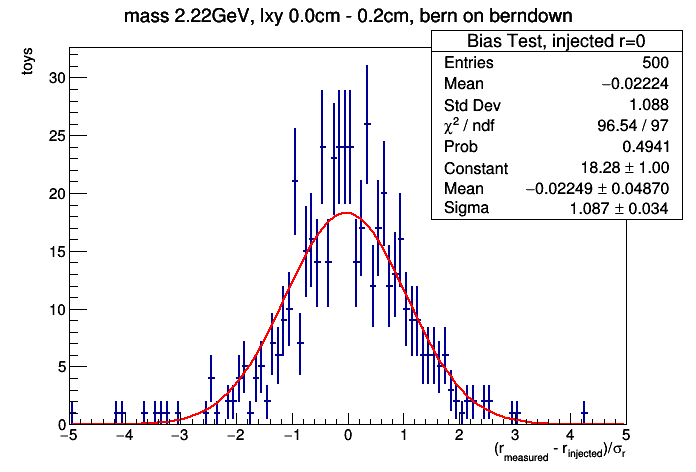 mass 2.22GeV, lxy 0.0cm - 0.2cm, bern on berndown
Bias Test, injected r=0
Entries 500
Mean −0.02224
Std Dev 1.088
χ² / ndf 96.54 / 97
Prob 0.4941
Constant 18.28 ± 1.00
Mean −0.02249 ± 0.04870
Sigma 1.087 ± 0.034
toys
30
25
20
15
10
5
0
−5 −4 −3 −2 −1 0 1 2 3 4 5
(r_measured - r_injected)/σ_r